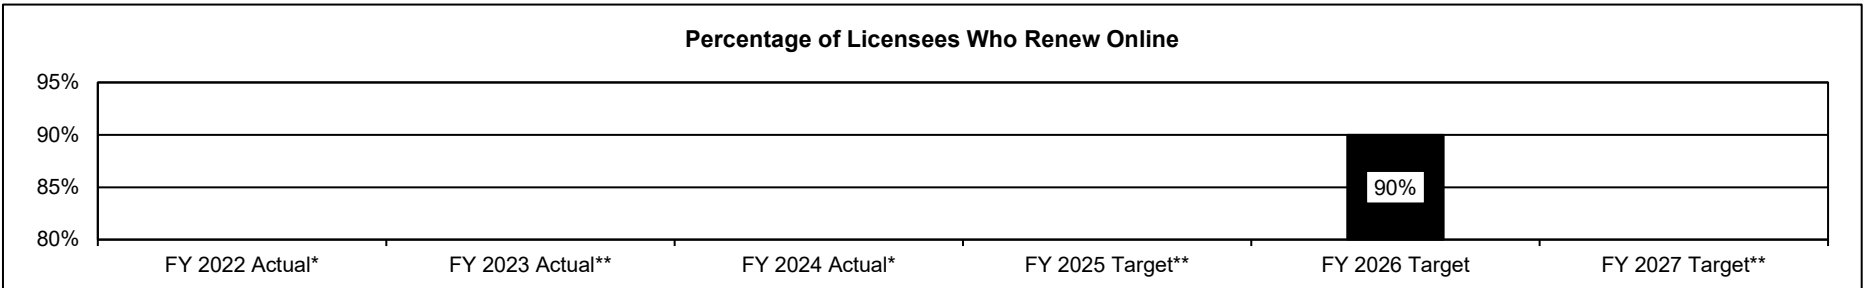 Percentage of Licensees Who Renew Online
95%
90%
85%
80%
90%
FY 2022 Actual* FY 2023 Actual** FY 2024 Actual* FY 2025 Target** FY 2026 Target FY 2027 Target**